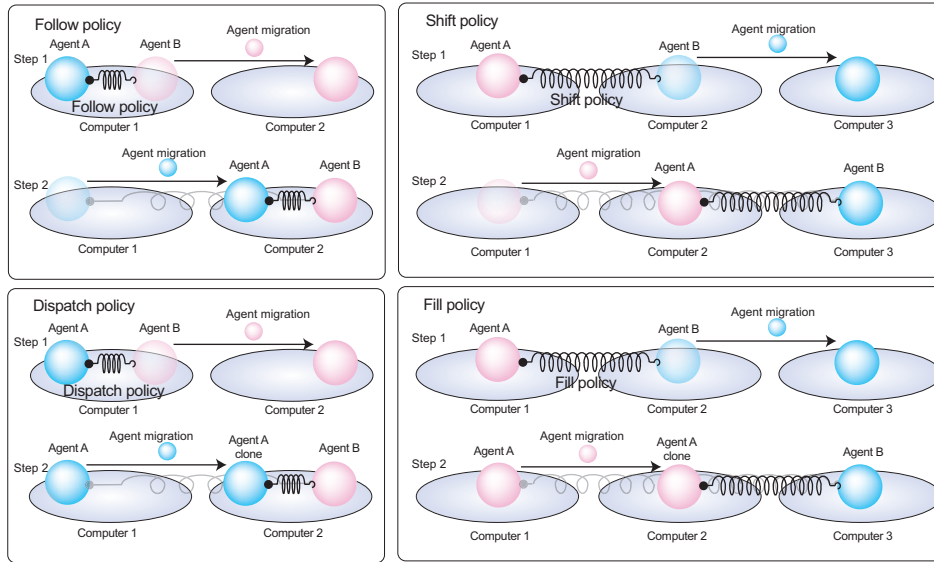 Follow policy
Agent A
Agent B
Agent migration
Step 1
Follow policy
Computer 1
Computer 2
Agent migration
Agent A
Agent B
Step 2
Computer 1
Computer 2
Shift policy
Agent A
Agent B
Agent migration
Step 1
Shift policy
Computer 1
Computer 2
Computer 3
Agent migration
Agent A
Agent B
Step 2
Computer 1
Computer 2
Computer 3
Dispatch policy
Agent A
Agent B
Agent migration
Step 1
Dispatch policy
Computer 1
Computer 2
Agent A
Agent migration
Agent A
clone
Agent B
Step 2
Computer 1
Computer 2
Fill policy
Agent A
Agent B
Agent migration
Step 1
Fill policy
Computer 1
Computer 2
Computer 3
Agent A
Agent migration
Agent A
clone
Agent B
Step 2
Computer 1
Computer 2
Computer 3